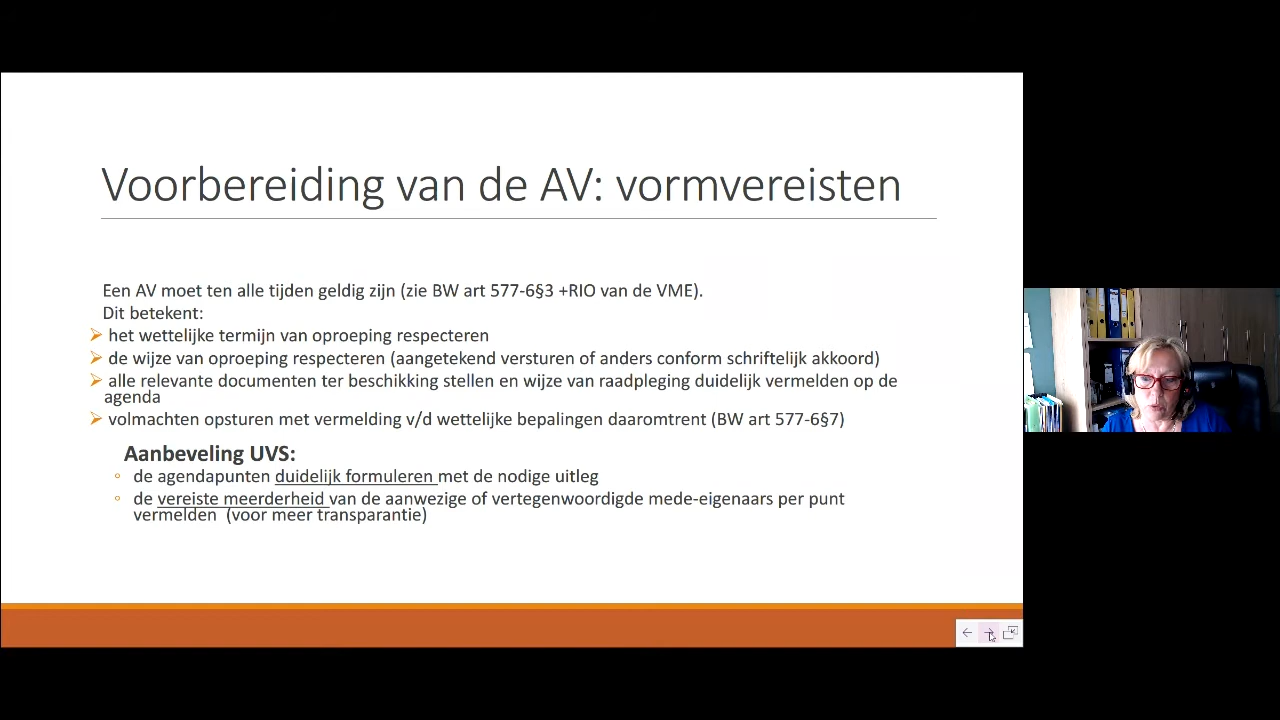 Voorbereiding van de AV: vormvereisten
Een AV moet ten alle tijden geldig zijn (zie BW art 577-6§3 +RIO van de VME).
Dit betekent:
het wettelijke termijn van oproeping respecteren
de wijze van oproeping respecteren (aangetekend versturen of anders conform schriftelijk akkoord)
alle relevante documenten ter beschikking stellen en wijze van raadpleging duidelijk vermelden op de
agenda
volmachten opsturen met vermelding v/d wettelijke bepalingen daaromtrent (BW art 577-6§7)
Aanbeveling UVS:
de agendapunten duidelijk formuleren met de nodige uitleg
de vereiste meerderheid van de aanwezige of vertegenwoordigde mede-eigenaars per punt
vermelden (voor meer transparantie)